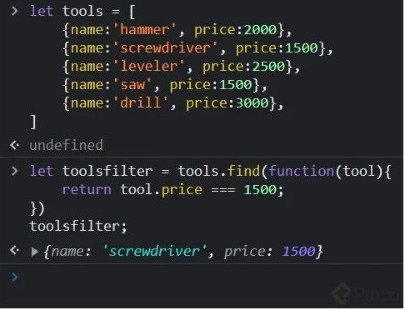 > let tools = [
{name:'hammer', price:2000},
{name:'screwdriver', price:1500},
{name:'leveler', price:2500},
{name:'saw', price:1500},
{name:'drill', price:3000},
]
undefined
> let toolsfilter = tools.find(function(tool){
return tool.price === 1500;
})
toolsfilter;
{name: 'screwdriver', price: 1500}
>